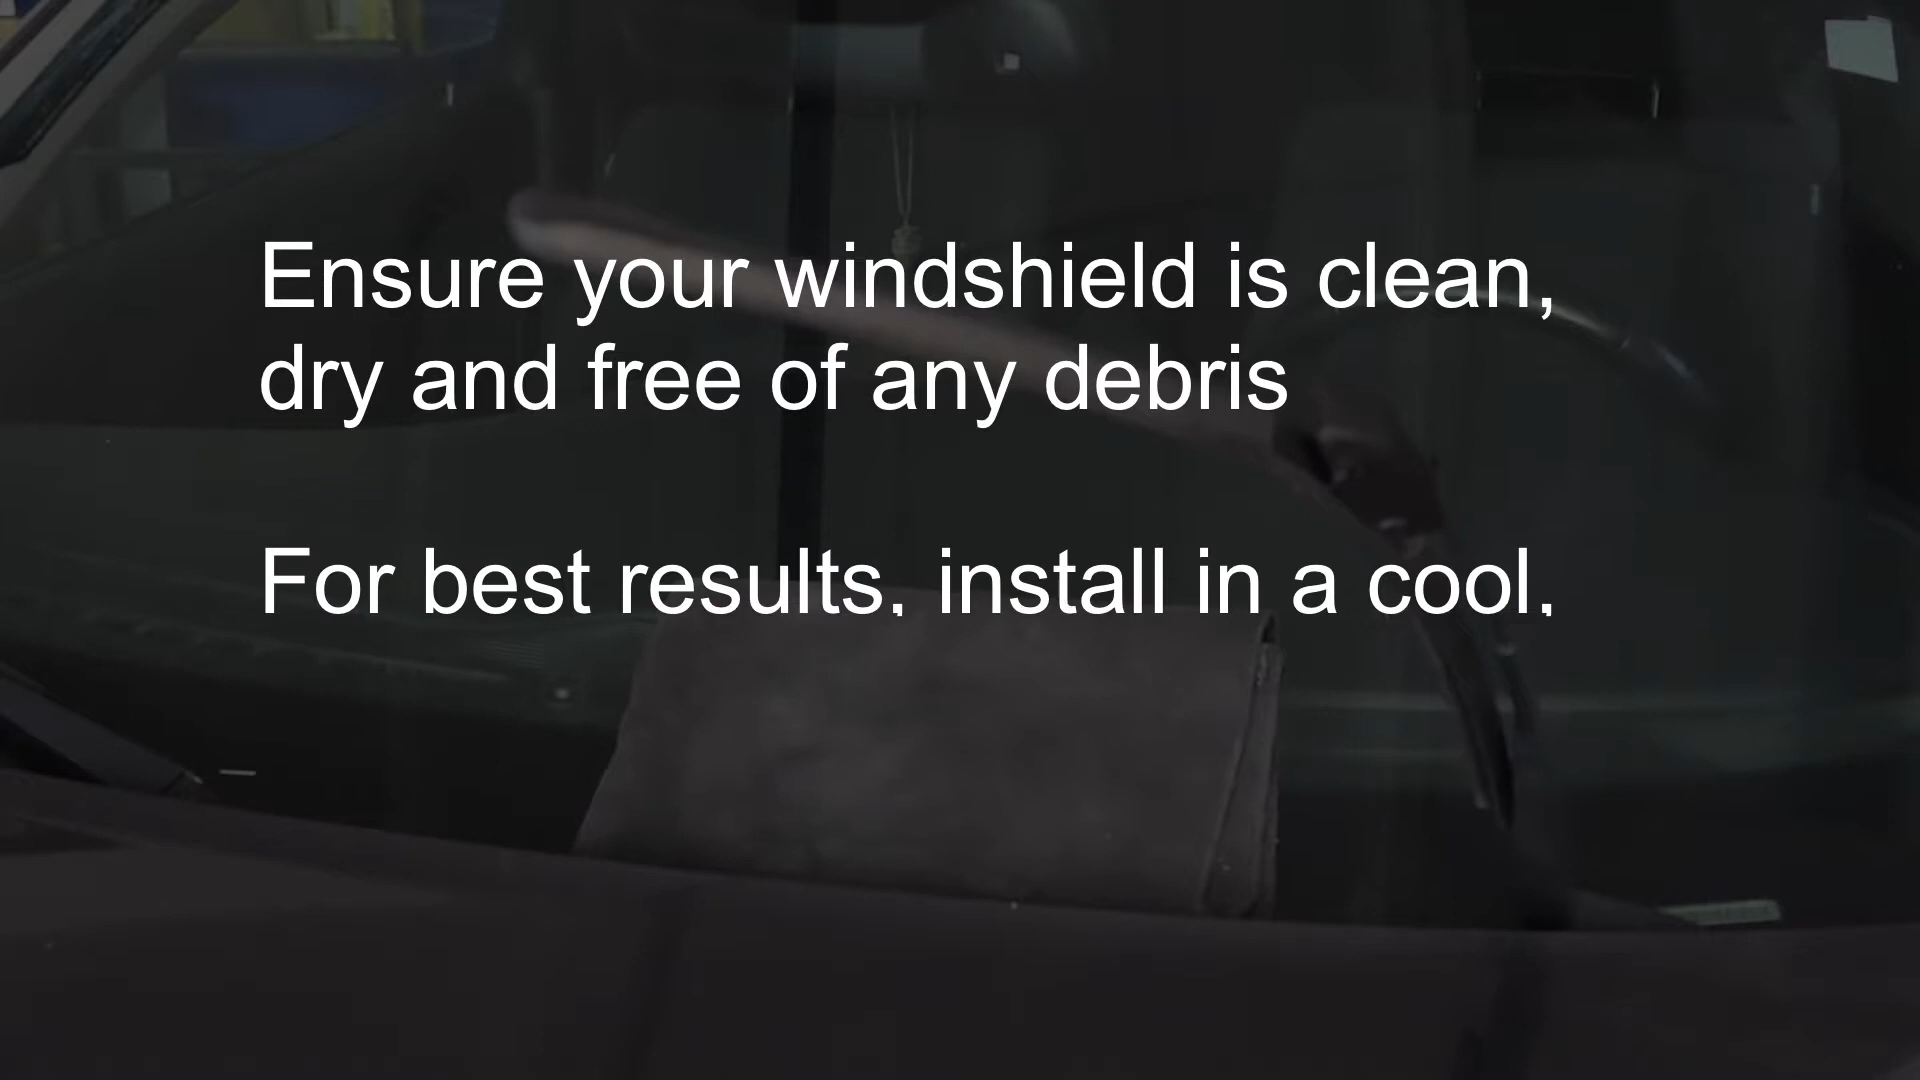 Ensure your windshield is clean,
dry and free of any debris
For best results, install in a cool,